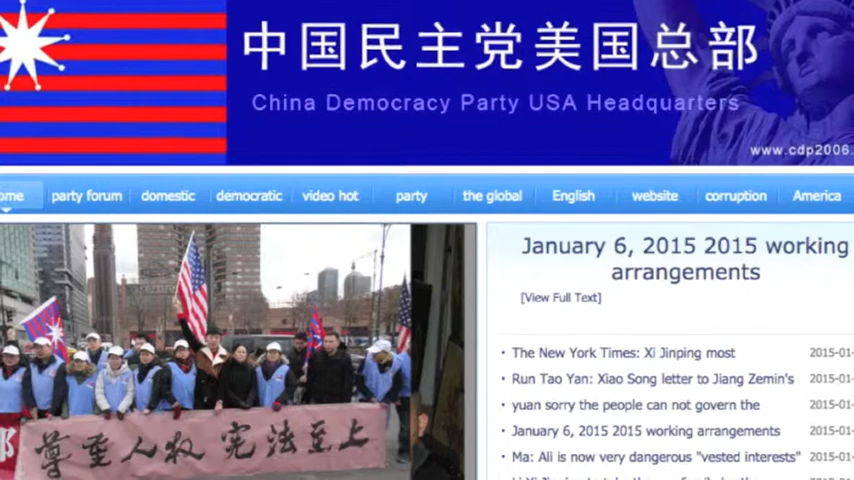 中国民主党美国总部
China Democracy Party USA Headquarters
www.cdp2006.
ome party forum domestic democratic video hot party the global English website corruption America
January 6, 2015 2015 working
arrangements
[View Full Text]
The New York Times: Xi Jinping most 2015-01-
Run Tao Yan: Xiao Song letter to Jiang Zemin's 2015-01-
yuan sorry the people can not govern the 2015-01-
January 6, 2015 2015 working arrangements 2015-01-
Ma: Ali is now very dangerous "vested interests" 2015-01-
尊重人权 宪法至上